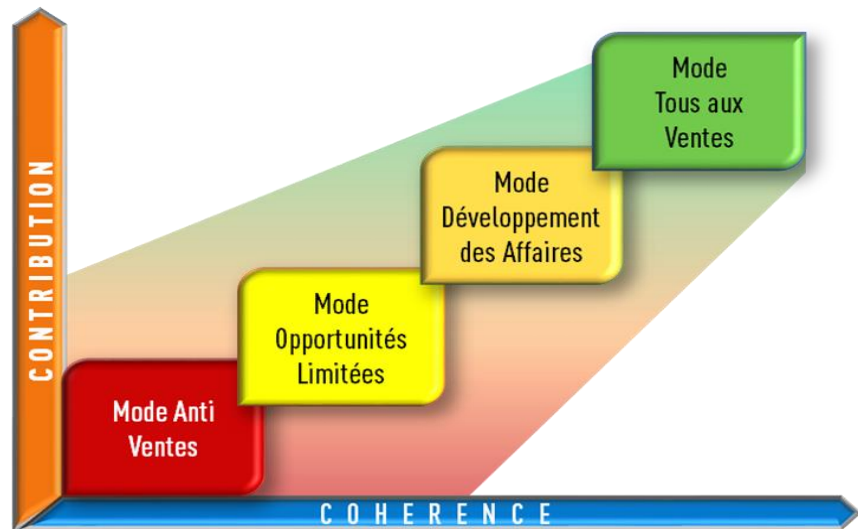 Mode
Tous aux
Ventes
Mode
Développement
des Affaires
Mode
Opportunités
Limitées
Mode Anti
Ventes
CONTRIBUTION
COHERENCE